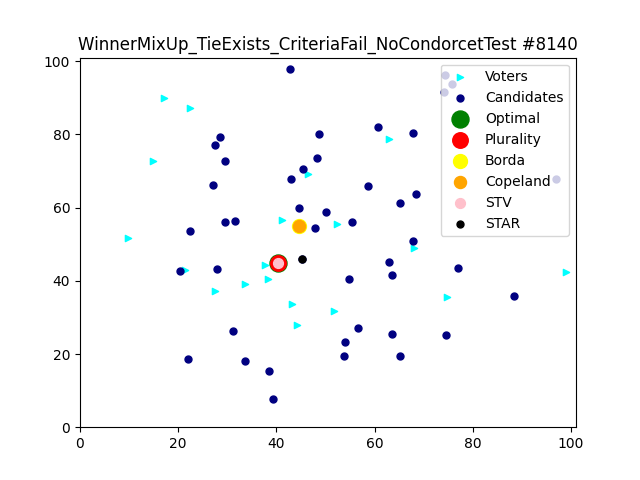 WinnerMixUp_TieExists_CriteriaFail_NoCondorcetTest #8140
Voters
Candidates
Optimal
Plurality
Borda
Copeland
STV
STAR
100
80
60
40
20
0
0 20 40 60 80 100